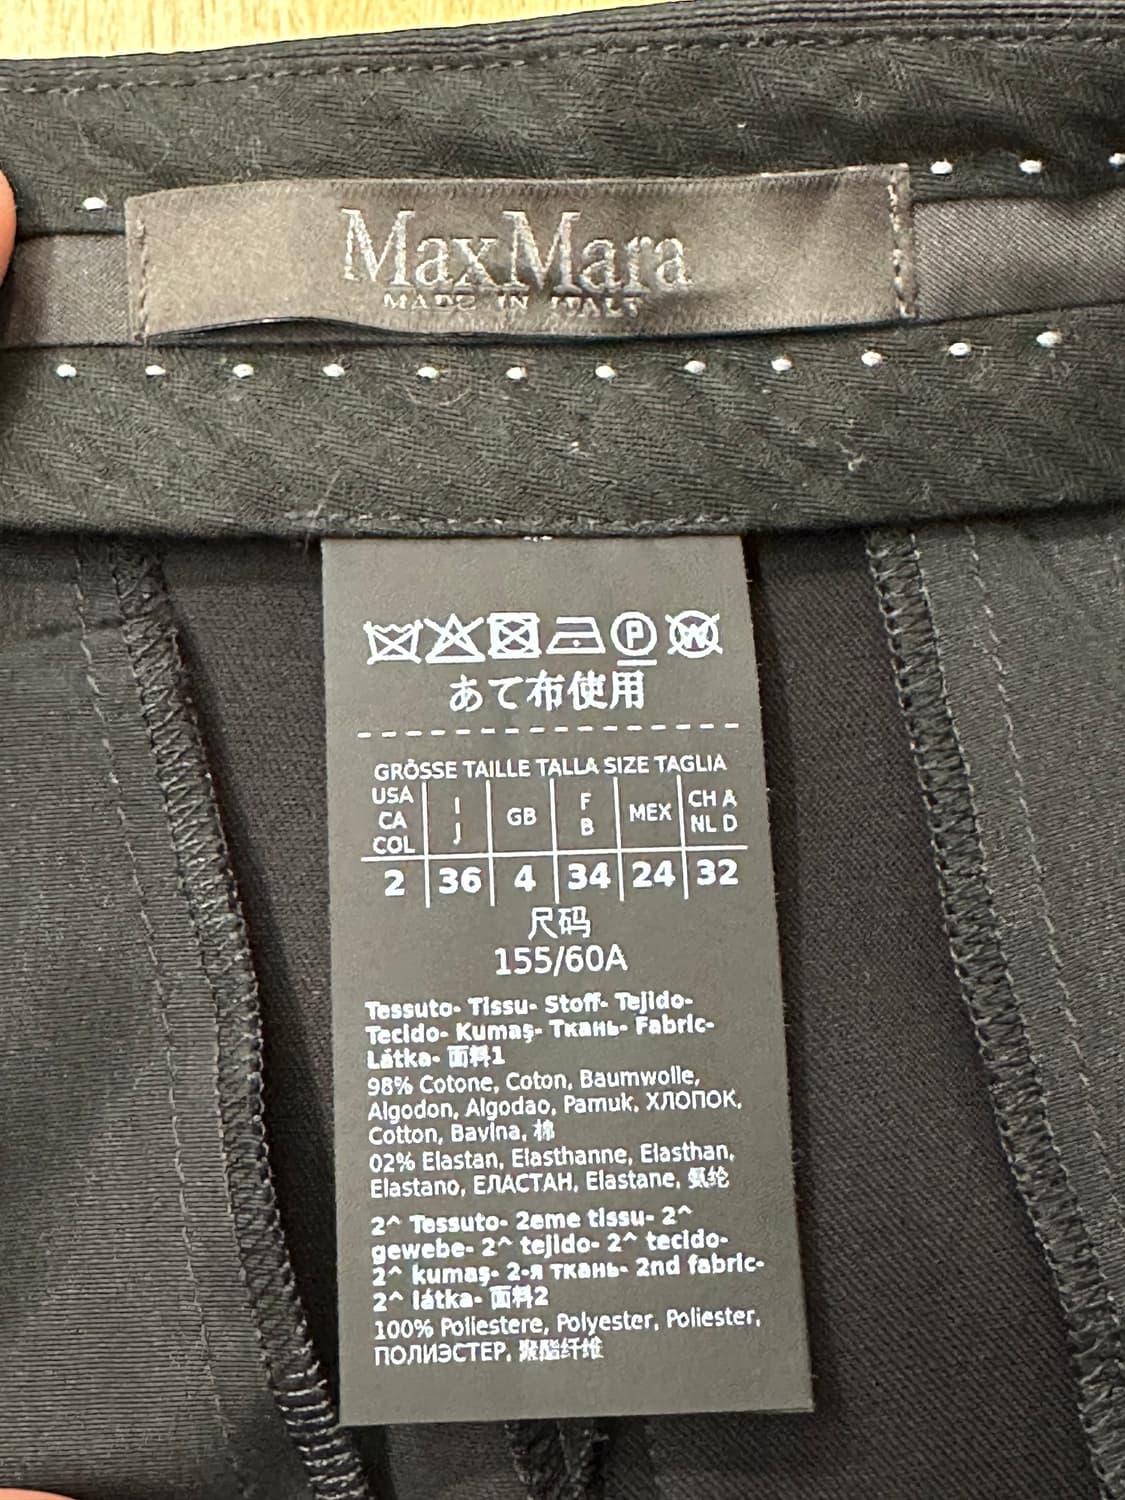 MaxMara
MADE IN ITALY
P W
あて布使用
GRÖSSE TAILLE TALLA SIZE TAGLIA
USA CA COL I J GB F B MEX CH A NL D
2 36 4 34 24 32
尺码
155/60A
Tessuto- Tissu- Stoff- Tejido-
Tecido- Kumaş- Ткань- Fabric-
Látka- 面料1
98% Cotone, Coton, Baumwolle,
Algodon, Algodao, Pamuk, ХЛОПОК,
Cotton, Bavlna, 棉
02% Elastan, Elasthanne, Elasthan,
Elastano, ЕЛАСТАН, Elastane, 氨纶
2^ Tessuto- 2eme tissu- 2^
gewebe- 2^ tejido- 2^ tecido-
2^ kumaş- 2-я ткань- 2nd fabric-
2^ látka- 面料2
100% Poliestere, Polyester, Poliester,
ПОЛИЭСТЕР, 聚酯纤维